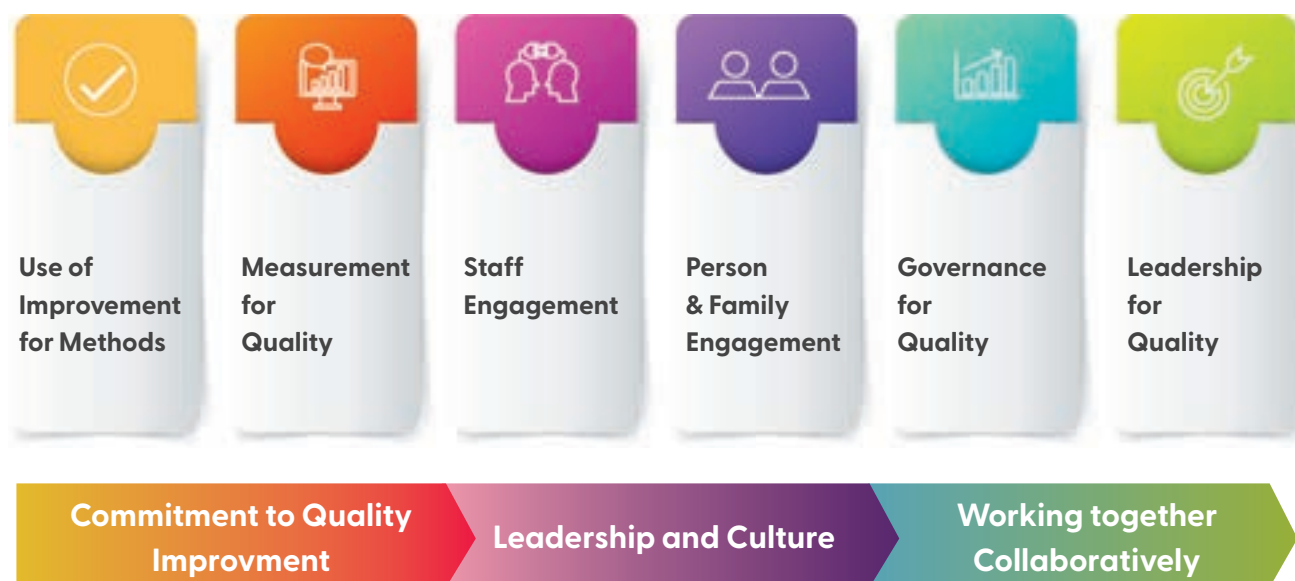 Use of
Improvement
for Methods
Measurement
for
Quality
Staff
Engagement
Person
& Family
Engagement
Governance
for
Quality
Leadership
for
Quality
Commitment to Quality
Improvment
Leadership and Culture
Working together
Collaboratively